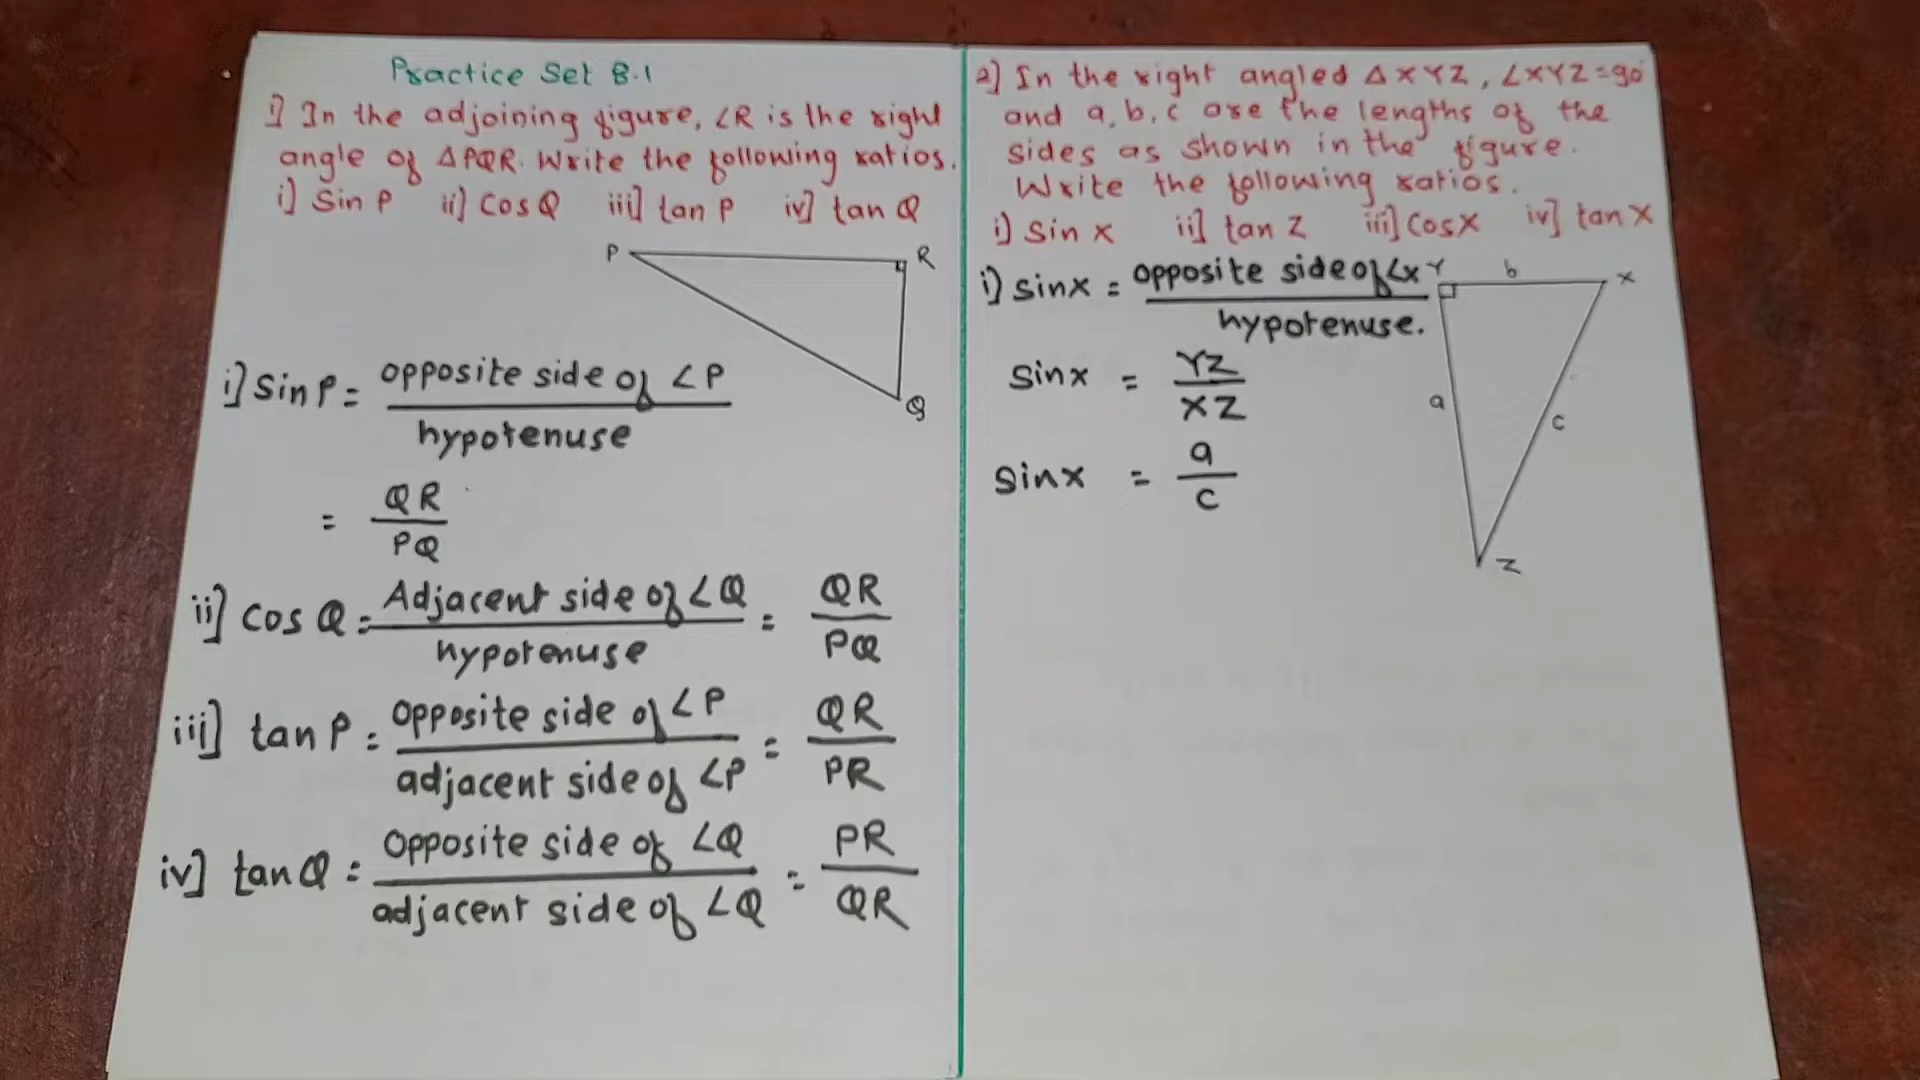 Practice Set 8.1
1] In the adjoining figure, ∠R is the right
angle of ΔPQR. Write the following ratios.
i] Sin P ii] Cos Q iii] tan P iv] tan Q
P
R
Q
i] Sin P = opposite side of ∠P
hypotenuse
= QR
PQ
ii] cos Q = Adjacent side of ∠Q = QR
hypotenuse PQ
iii] tan P = opposite side of ∠P = QR
adjacent side of ∠P PR
iv] tan Q = opposite side of ∠Q = PR
adjacent side of ∠Q QR
2] In the right angled ΔXYZ, ∠XYZ = 90°
and a, b, c are the lengths of the
sides as shown in the figure.
Write the following ratios.
i] Sin X ii] tan Z iii] Cos X iv] tan X
i] Sin X = opposite side of ∠X
hypotenuse.
Sin X = YZ
XZ
Sin X = a
c
Y b X
a
c
Z